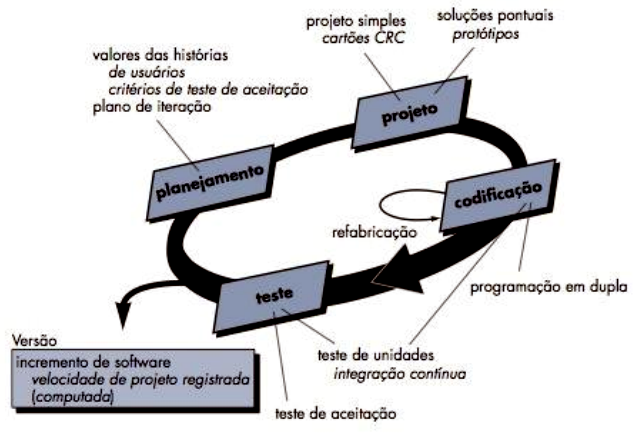 projeto simples
cartões CRC
soluções pontuais
protótipos
valores das histórias
de usuários
critérios de teste de aceitação
plano de iteração
projeto
planejamento
codificação
refabricação
programação em dupla
teste
Versão
incremento de software
velocidade de projeto registrada
(computada)
teste de unidades
integração contínua
teste de aceitação